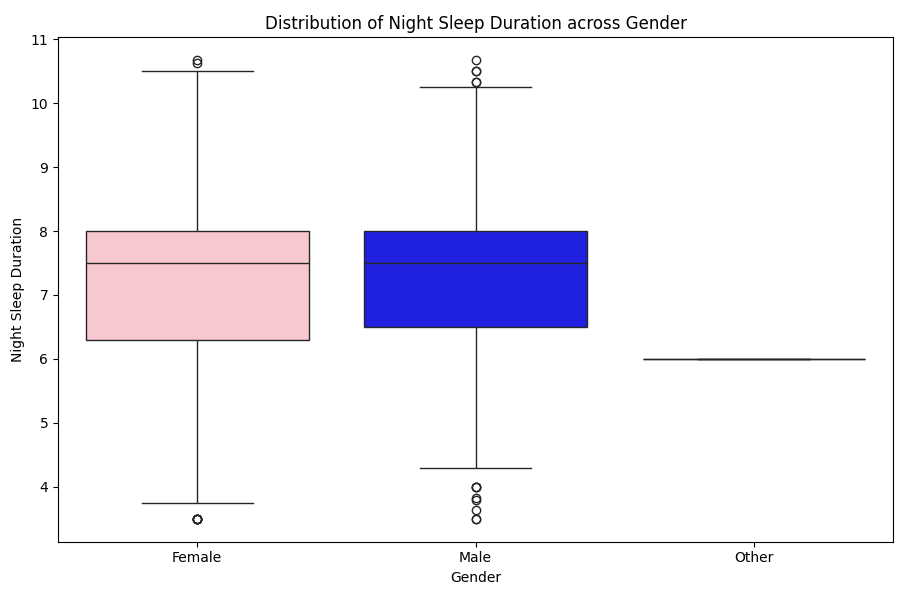 Distribution of Night Sleep Duration across Gender
Night Sleep Duration
11
10
9
8
7
6
5
4
Female
Male
Other
Gender